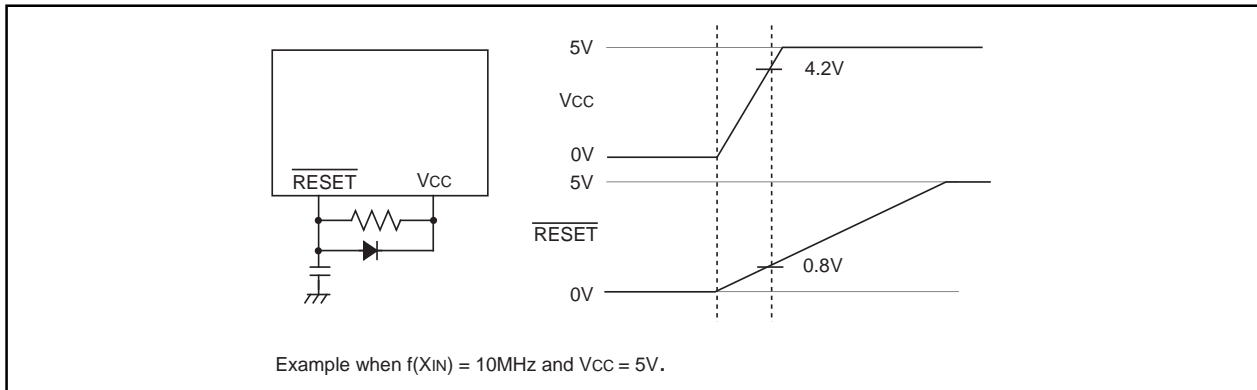 RESET VCC
5V
4.2V
VCC
0V
5V
RESET
0.8V
0V
Example when f(XIN) = 10MHz and VCC = 5V.